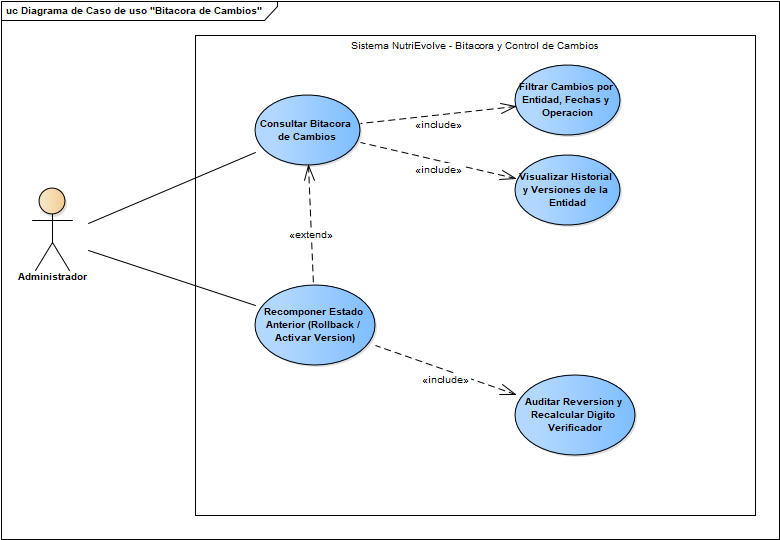 uc Diagrama de Caso de uso "Bitacora de Cambios"
Sistema NutriEvolve - Bitacora y Control de Cambios
Filtrar Cambios por
Entidad, Fechas y
Operacion
Consultar Bitacora
de Cambios
«include»
«include»
Visualizar Historial
y Versiones de la
Entidad
«extend»
Administrador
Recomponer Estado
Anterior (Rollback /
Activar Version)
«include»
Auditar Reversion y
Recalcular Digito
Verificador